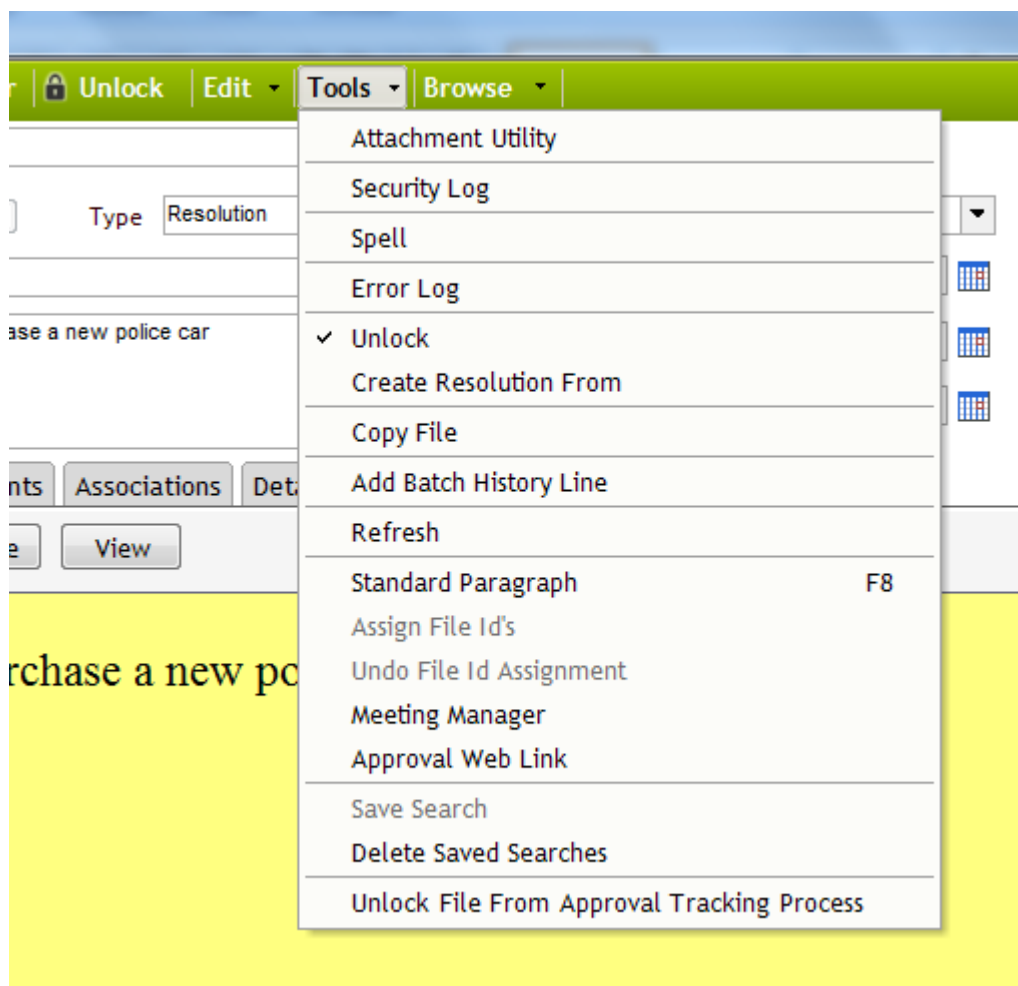 Unlock Edit Tools Browse
Attachment Utility
Security Log
Type Resolution
Spell
Error Log
ase a new police car
Unlock
Create Resolution From
Copy File
nts Associations Deta
Add Batch History Line
Refresh
View
Standard Paragraph F8
Assign File Id's
Undo File Id Assignment
rchase a new po
Meeting Manager
Approval Web Link
Save Search
Delete Saved Searches
Unlock File From Approval Tracking Process